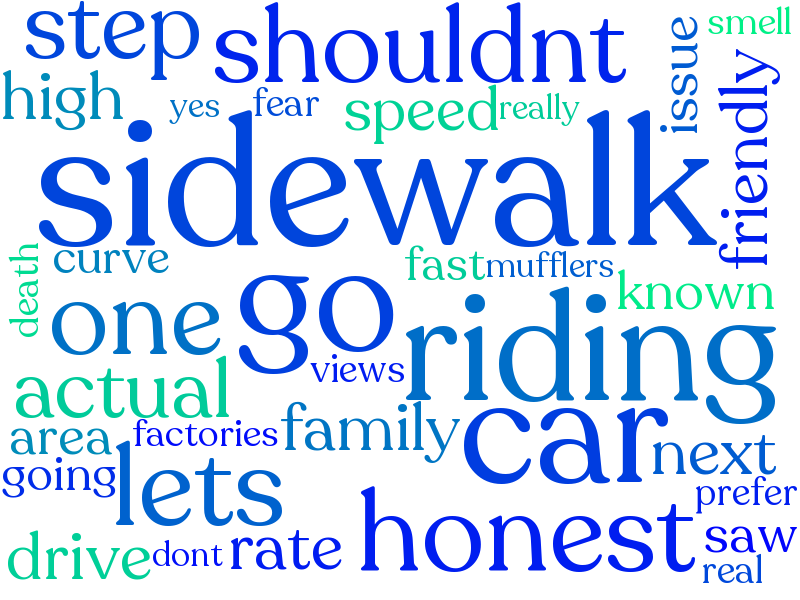 step
shouldnt
issue
smell
high
yes
fear
speed
really
friendly
sidewalk
death
curve
fast
mufflers
known
one
go
riding
views
actual
area
factories
family
car
next
going
lets
prefer
honest
saw
drive
dont
rate
real